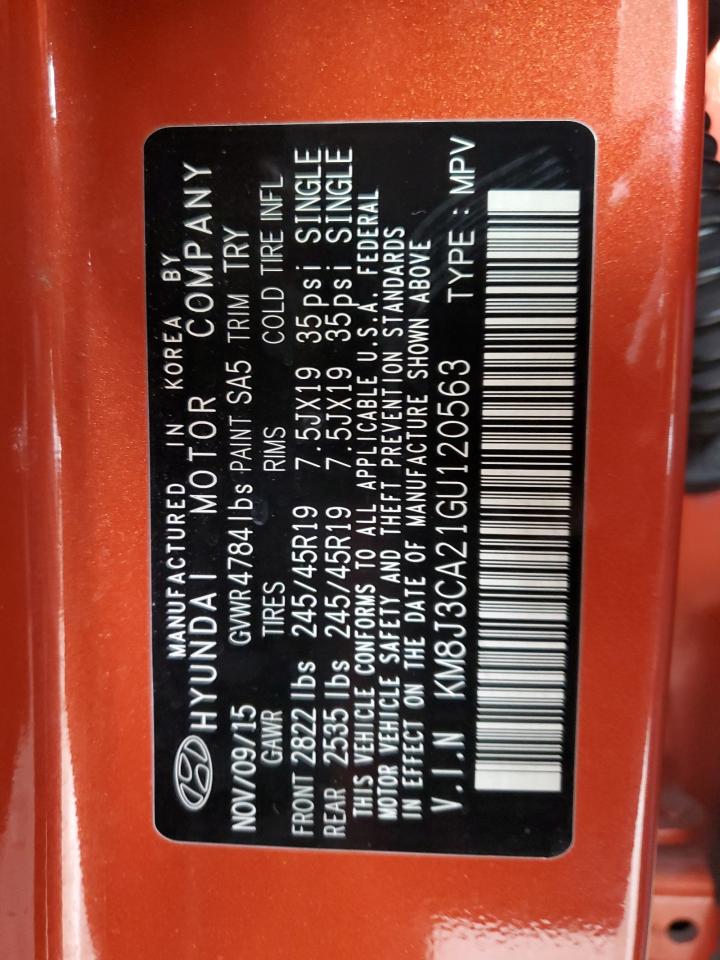 MANUFACTURED IN KOREA BY
HYUNDAI MOTOR COMPANY
NOV/09/15 GVWR4784lbs PAINT SA5 TRIM TRY
GAWR TIRES RIMS COLD TIRE INFL
FRONT 2822 lbs 245/45R19 7.5JX19 35psi SINGLE
REAR 2535 lbs 245/45R19 7.5JX19 35psi SINGLE
THIS VEHICLE CONFORMS TO ALL APPLICABLE U.S.A. FEDERAL
MOTOR VEHICLE SAFETY AND THEFT PREVENTION STANDARDS
IN EFFECT ON THE DATE OF MANUFACTURE SHOWN ABOVE
V.I.N KM8J3CA21GU120563 TYPE : MPV